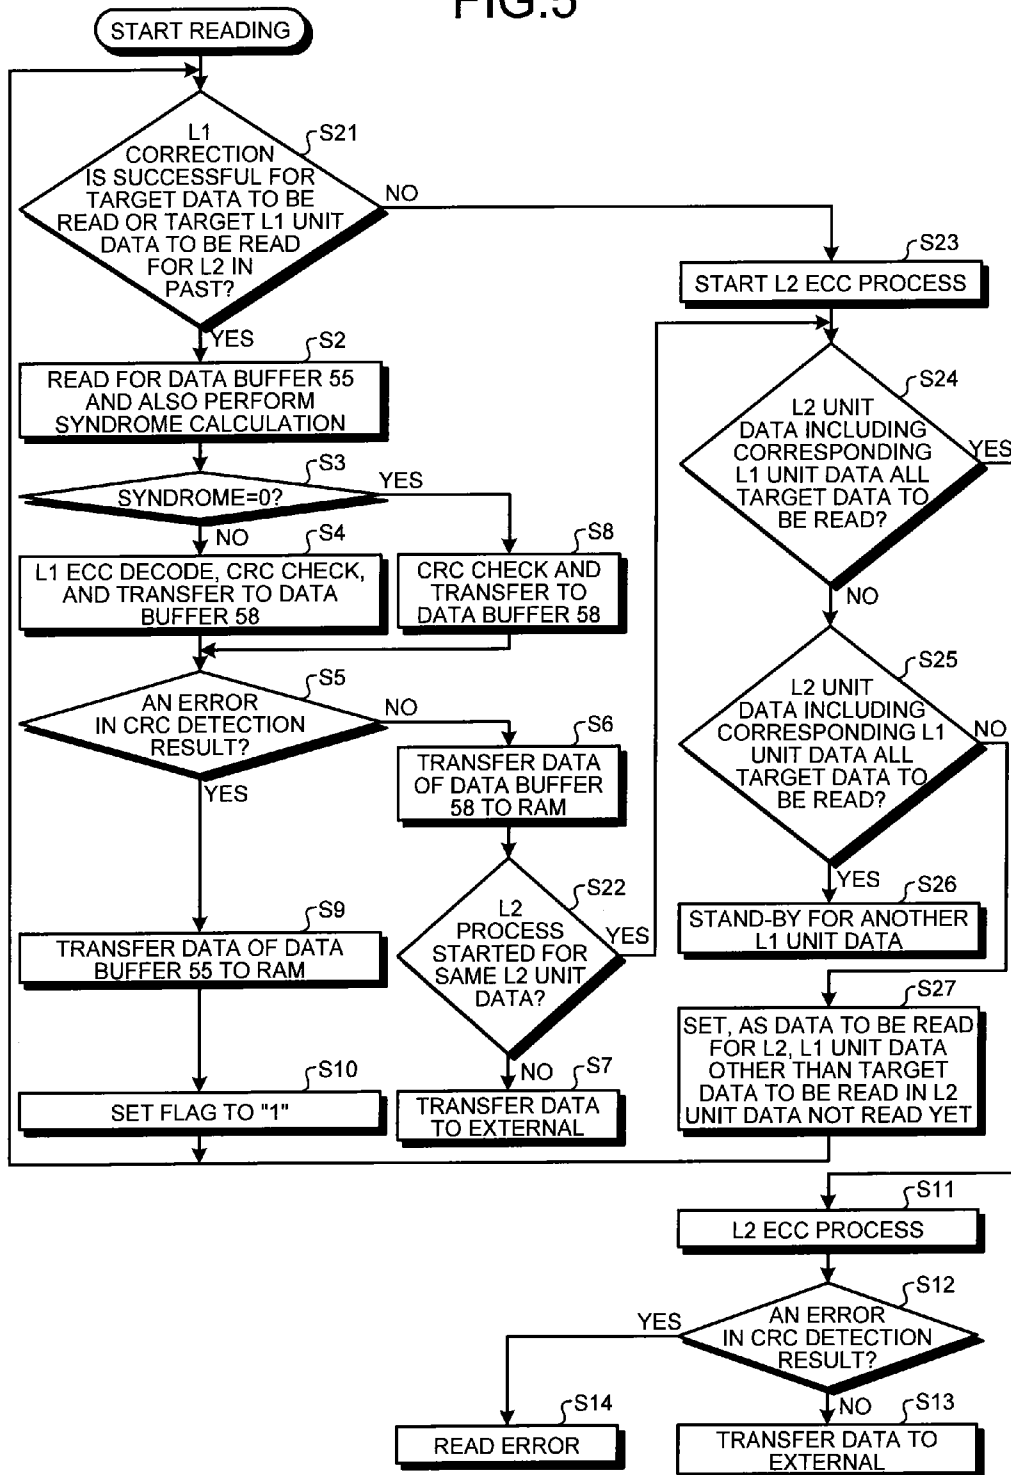 FIG.5
START READING
S21
L1
CORRECTION
IS SUCCESSFUL FOR
TARGET DATA TO BE
READ OR TARGET L1 UNIT
DATA TO BE READ
FOR L2 IN
PAST?
NO
YES
S2
READ FOR DATA BUFFER 55
AND ALSO PERFORM
SYNDROME CALCULATION
S3
SYNDROME=0?
YES
NO
S4
L1 ECC DECODE, CRC CHECK,
AND TRANSFER TO DATA
BUFFER 58
S8
CRC CHECK AND
TRANSFER TO
DATA BUFFER 58
S5
AN ERROR
IN CRC DETECTION
RESULT?
NO
YES
S6
TRANSFER DATA
OF DATA BUFFER
58 TO RAM
S22
L2
PROCESS
STARTED FOR
SAME L2 UNIT
DATA?
YES
NO
S7
TRANSFER DATA
TO EXTERNAL
S9
TRANSFER DATA OF DATA
BUFFER 55 TO RAM
S10
SET FLAG TO "1"
S23
START L2 ECC PROCESS
S24
L2 UNIT
DATA INCLUDING
CORRESPONDING
L1 UNIT DATA ALL
TARGET DATA TO
BE READ?
YES
NO
S25
L2 UNIT
DATA INCLUDING
CORRESPONDING L1
UNIT DATA ALL
TARGET DATA TO
BE READ?
NO
YES
S26
STAND-BY FOR ANOTHER
L1 UNIT DATA
S27
SET, AS DATA TO BE READ
FOR L2, L1 UNIT DATA
OTHER THAN TARGET
DATA TO BE READ IN L2
UNIT DATA NOT READ YET
S11
L2 ECC PROCESS
S12
AN ERROR
IN CRC DETECTION
RESULT?
YES
NO
S14
READ ERROR
S13
TRANSFER DATA TO
EXTERNAL